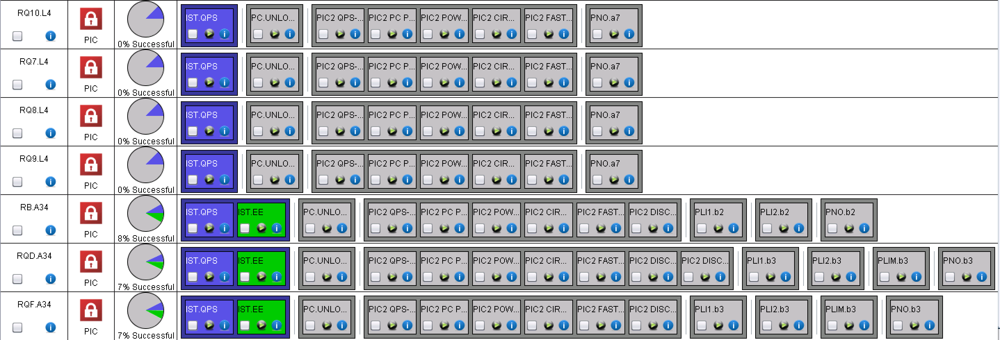 RQ10.L4 PIC 0% Successful IST.QPS PC.UNLO... PIC2 QPS-... PIC2 PC P... PIC2 POW... PIC2 CIR... PIC2 FAST... PNO.a7
RQ7.L4 PIC 0% Successful IST.QPS PC.UNLO... PIC2 QPS-... PIC2 PC P... PIC2 POW... PIC2 CIR... PIC2 FAST... PNO.a7
RQ8.L4 PIC 0% Successful IST.QPS PC.UNLO... PIC2 QPS-... PIC2 PC P... PIC2 POW... PIC2 CIR... PIC2 FAST... PNO.a7
RQ9.L4 PIC 0% Successful IST.QPS PC.UNLO... PIC2 QPS-... PIC2 PC P... PIC2 POW... PIC2 CIR... PIC2 FAST... PNO.a7
RB.A34 PIC 8% Successful IST.QPS IST.EE PC.UNLO... PIC2 QPS-... PIC2 PC P... PIC2 POW... PIC2 CIR... PIC2 FAST... PIC2 DISC... PLI1.b2 PLI2.b2 PNO.b2
RQD.A34 PIC 7% Successful IST.QPS IST.EE PC.UNLO... PIC2 QPS-... PIC2 PC P... PIC2 POW... PIC2 CIR... PIC2 FAST... PIC2 DISC... PIC2 DISC... PLI1.b3 PLI2.b3 PLIM.b3 PNO.b3
RQF.A34 PIC 7% Successful IST.QPS IST.EE PC.UNLO... PIC2 QPS-... PIC2 PC P... PIC2 POW... PIC2 CIR... PIC2 FAST... PIC2 DISC... PLI1.b3 PLI2.b3 PLIM.b3 PNO.b3